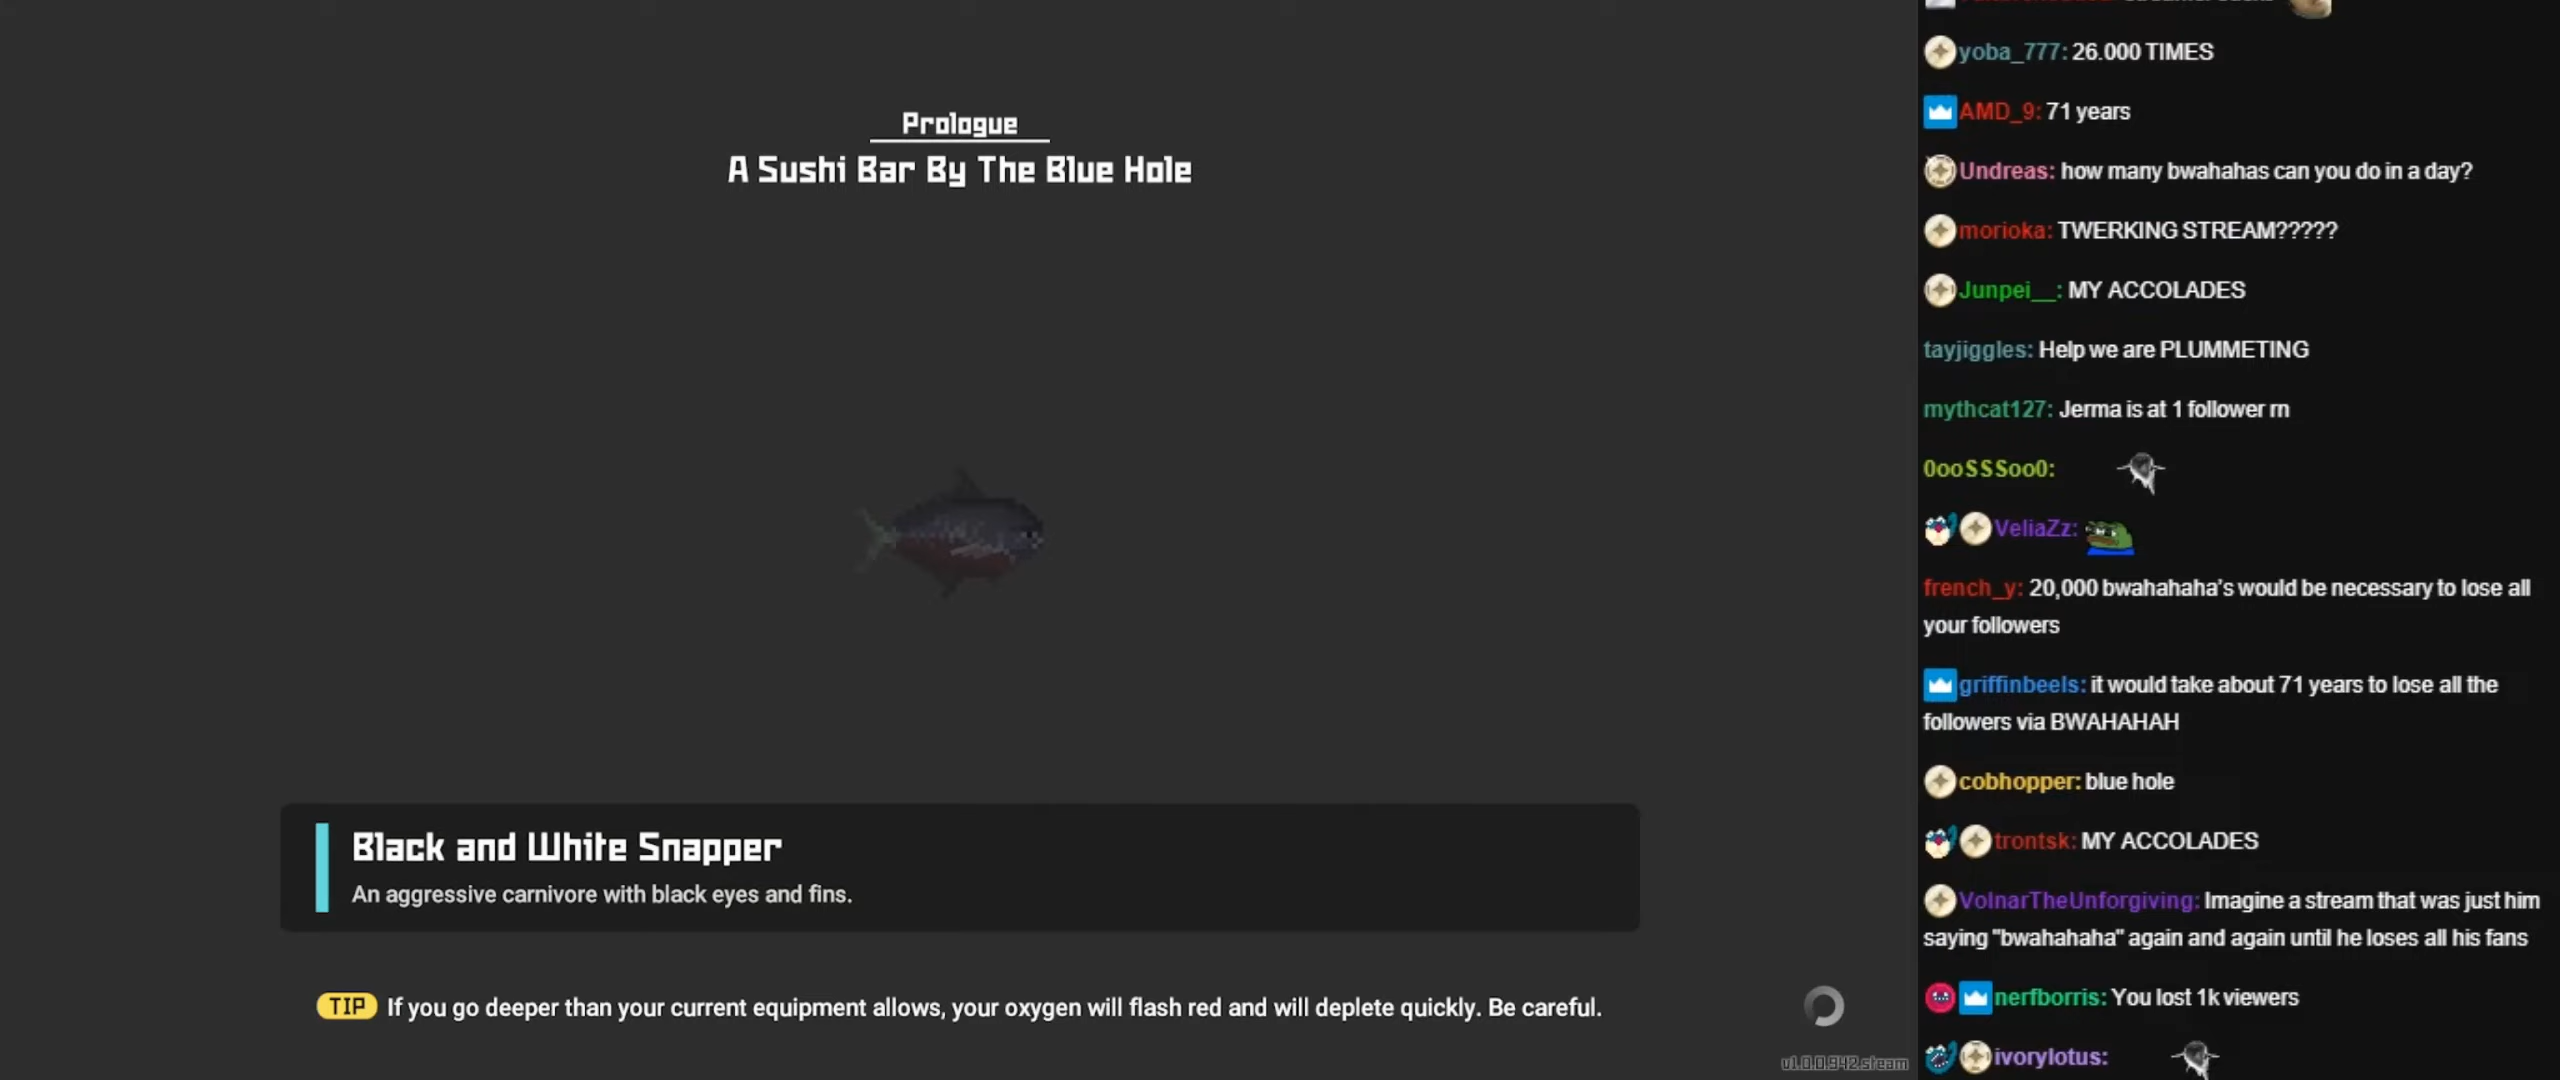 Prologue
A Sushi Bar By The Blue Hole
Black and White Snapper
An aggressive carnivore with black eyes and fins.
TIP If you go deeper than your current equipment allows, your oxygen will flash red and will deplete quickly. Be careful.
v1.0.0.942.steam
yoba_777: 26.000 TIMES
AMD_9: 71 years
Undreas: how many bwahahas can you do in a day?
morioka: TWERKING STREAM?????
Junpei__: MY ACCOLADES
tayjiggles: Help we are PLUMMETING
mythcat127: Jerma is at 1 follower rn
0ooSSSoo0:
VeliaZz:
french_y: 20,000 bwahahaha's would be necessary to lose all
your followers
griffinbeels: it would take about 71 years to lose all the
followers via BWAHAHAH
cobhopper: blue hole
trontsk: MY ACCOLADES
VolnarTheUnforgiving: Imagine a stream that was just him
saying "bwahahaha" again and again until he loses all his fans
nerfborris: You lost 1k viewers
ivorylotus: